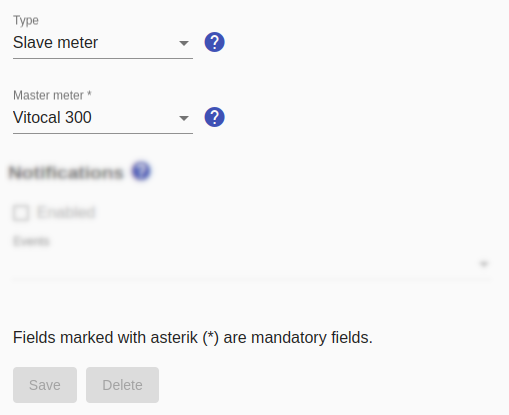 Type
Slave meter
Master meter *
Vitocal 300
Notifications
Enabled
Events
Fields marked with asterik (*) are mandatory fields.
Save
Delete